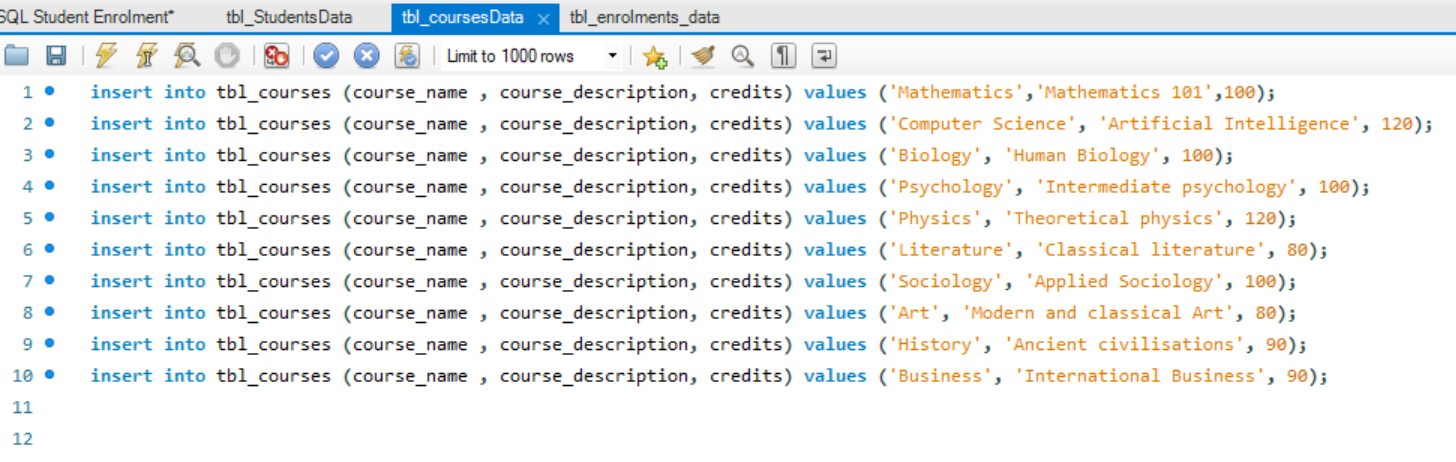 SQL Student Enrolment* tbl_StudentsData tbl_coursesData × tbl_enrolments_data
Limit to 1000 rows
1 insert into tbl_courses (course_name , course_description, credits) values ('Mathematics','Mathematics 101',100);
2 insert into tbl_courses (course_name , course_description, credits) values ('Computer Science', 'Artificial Intelligence', 120);
3 insert into tbl_courses (course_name , course_description, credits) values ('Biology', 'Human Biology', 100);
4 insert into tbl_courses (course_name , course_description, credits) values ('Psychology', 'Intermediate psychology', 100);
5 insert into tbl_courses (course_name , course_description, credits) values ('Physics', 'Theoretical physics', 120);
6 insert into tbl_courses (course_name , course_description, credits) values ('Literature', 'Classical literature', 80);
7 insert into tbl_courses (course_name , course_description, credits) values ('Sociology', 'Applied Sociology', 100);
8 insert into tbl_courses (course_name , course_description, credits) values ('Art', 'Modern and classical Art', 80);
9 insert into tbl_courses (course_name , course_description, credits) values ('History', 'Ancient civilisations', 90);
10 insert into tbl_courses (course_name , course_description, credits) values ('Business', 'International Business', 90);
11
12